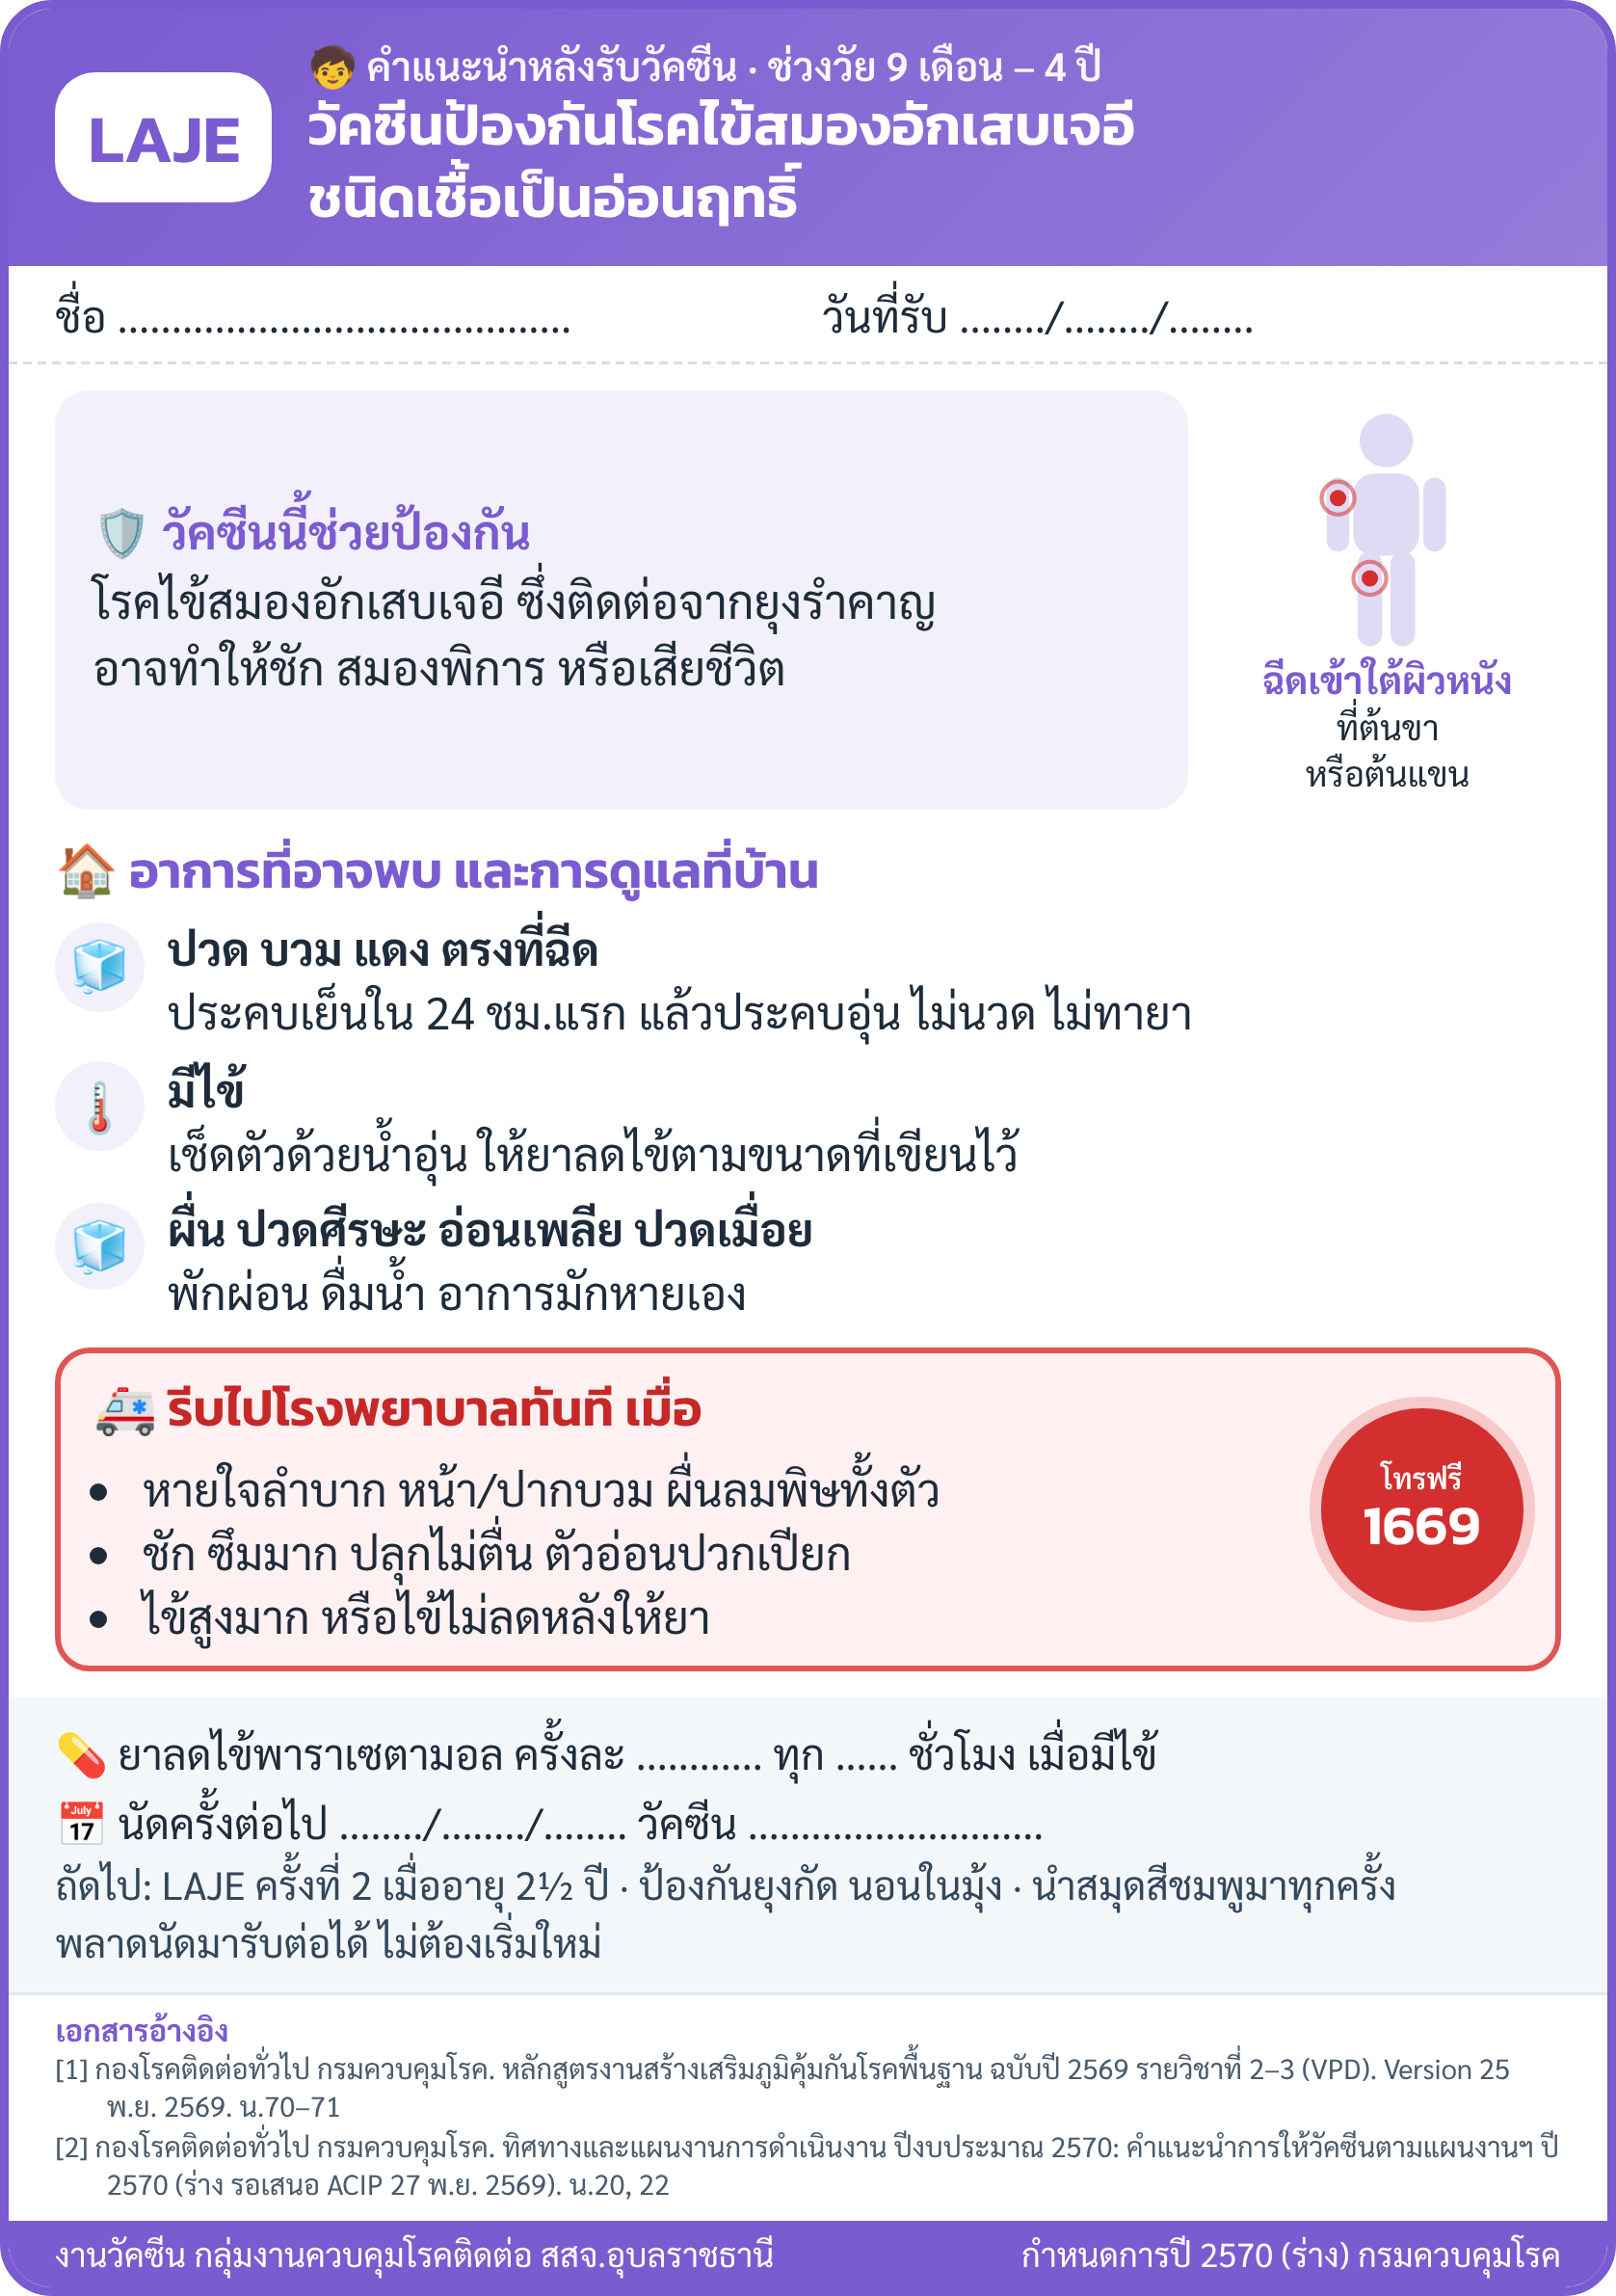 LAJE
🧒 คำแนะนำหลังรับวัคซีน · ช่วงวัย 9 เดือน – 4 ปี
วัคซีนป้องกันโรคไข้สมองอักเสบเจอี
ชนิดเชื้อเป็นอ่อนฤทธิ์
ชื่อ .......................................... วันที่รับ ......../......../........
🛡️ วัคซีนนี้ช่วยป้องกัน
โรคไข้สมองอักเสบเจอี ซึ่งติดต่อจากยุงรำคาญ
อาจทำให้ชัก สมองพิการ หรือเสียชีวิต
ฉีดเข้าใต้ผิวหนัง
ที่ต้นขา
หรือต้นแขน
🏠 อาการที่อาจพบ และการดูแลที่บ้าน
ปวด บวม แดง ตรงที่ฉีด
ประคบเย็นใน 24 ชม.แรก แล้วประคบอุ่น ไม่นวด ไม่ทายา
มีไข้
เช็ดตัวด้วยน้ำอุ่น ให้ยาลดไข้ตามขนาดที่เขียนไว้
ผื่น ปวดศีรษะ อ่อนเพลีย ปวดเมื่อย
พักผ่อน ดื่มน้ำ อาการมักหายเอง
🚑 รีบไปโรงพยาบาลทันที เมื่อ
• หายใจลำบาก หน้า/ปากบวม ผื่นลมพิษทั้งตัว
• ชัก ซึมมาก ปลุกไม่ตื่น ตัวอ่อนปวกเปียก
• ไข้สูงมาก หรือไข้ไม่ลดหลังให้ยา
โทรฟรี
1669
💊 ยาลดไข้พาราเซตามอล ครั้งละ ............ ทุก ...... ชั่วโมง เมื่อมีไข้
📅 นัดครั้งต่อไป ......../......../........ วัคซีน ............................
ถัดไป: LAJE ครั้งที่ 2 เมื่ออายุ 2½ ปี · ป้องกันยุงกัด นอนในมุ้ง · นำสมุดสีชมพูมาทุกครั้ง
พลาดนัดมารับต่อได้ ไม่ต้องเริ่มใหม่
เอกสารอ้างอิง
[1] กองโรคติดต่อทั่วไป กรมควบคุมโรค. หลักสูตรงานสร้างเสริมภูมิคุ้มกันโรคพื้นฐาน ฉบับปี 2569 รายวิชาที่ 2–3 (VPD). Version 25
พ.ย. 2569. น.70–71
[2] กองโรคติดต่อทั่วไป กรมควบคุมโรค. ทิศทางและแผนงานการดำเนินงาน ปีงบประมาณ 2570: คำแนะนำการให้วัคซีนตามแผนงานฯ ปี
2570 (ร่าง รอเสนอ ACIP 27 พ.ย. 2569). น.20, 22
งานวัคซีน กลุ่มงานควบคุมโรคติดต่อ สสจ.อุบลราชธานี กำหนดการปี 2570 (ร่าง) กรมควบคุมโรค